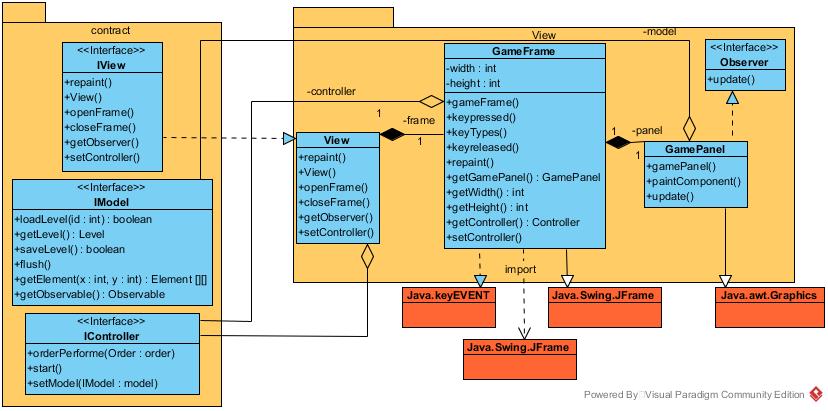 contract
<<Interface>>
IView
+repaint()
+View()
+openFrame()
+closeFrame()
+getObserver()
+setController()
IModel
+loadLevel(id : int) : boolean
+getLevel() : Level
+saveLevel() : boolean
+flush()
+getElement(x : int, y : int) : Element [][]
+getObservable() : Observable
<<Interface>>
<<Interface>>
IController
+orderPerforme(Order : order)
+start()
+setModel(IModel : model)
View
-model
-controller
1
-frame
1
View
+repaint()
+View()
+openFrame()
+closeFrame()
+getObserver()
+setController()
GameFrame
-width : int
-height : int
+gameFrame()
+keypressed()
+keyTypes()
+keyreleased()
+repaint()
+getGamePanel() : GamePanel
+getWidth() : int
+getHeight() : int
+getController() : Controller
+setController()
1
-panel
1
<<Interface>>
Observer
+update()
GamePanel
+gamePanel()
+paintComponent()
+update()
import
Java.keyEVENT
Java.Swing.JFrame
Java.awt.Graphics
Java.Swing.JFrame
Powered By Visual Paradigm Community Edition